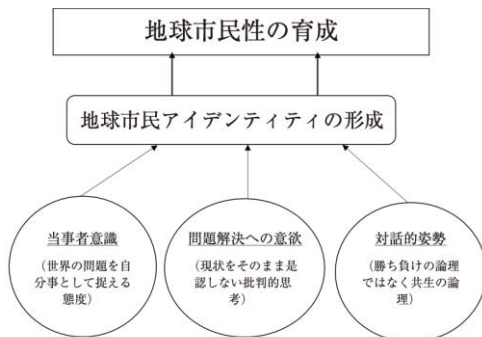 地球市民性の育成
地球市民アイデンティティの形成
当事者意識
（世界の問題を自
分事として捉える
態度）
問題解決への意欲
（現状をそのまま是
認しない批判的思
考）
対話的姿勢
（勝ち負けの論理
ではなく共生の論
理）